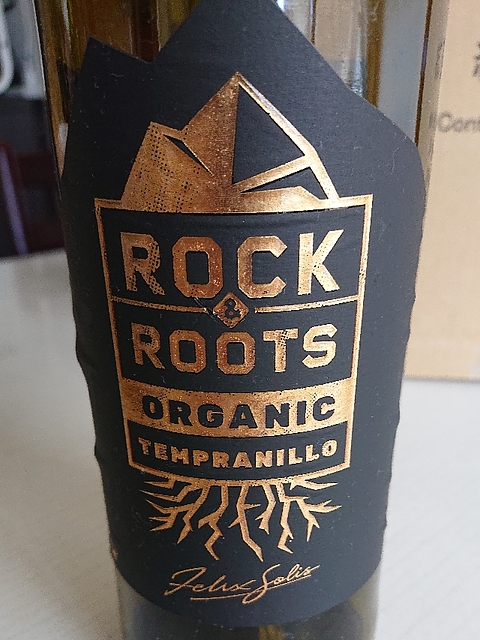 ROCK
&
ROOTS
ORGANIC
TEMPRANILLO
Felix Solis